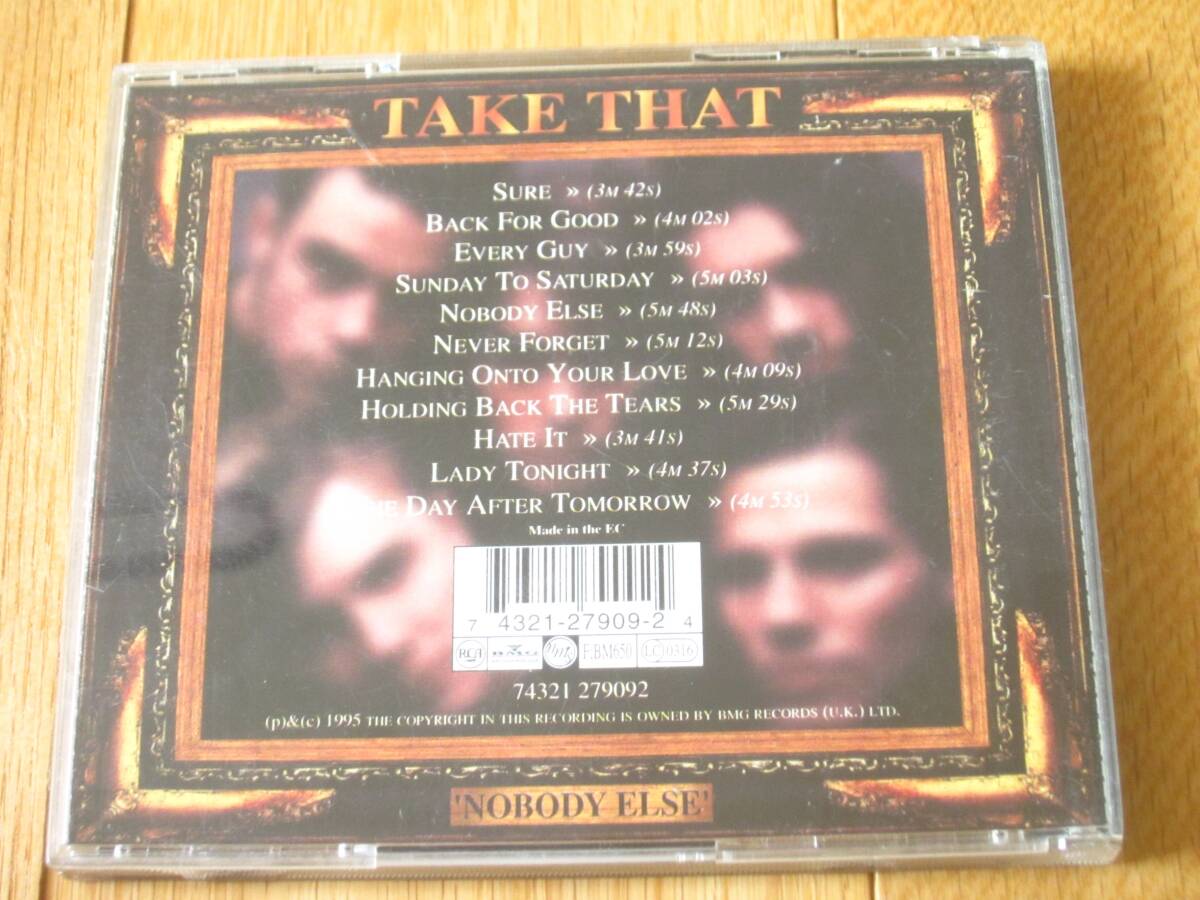 TAKE THAT
SURE » (3M 42S)
BACK FOR GOOD » (4M 02S)
EVERY GUY » (3M 59S)
SUNDAY TO SATURDAY » (5M 03S)
NOBODY ELSE » (5M 48S)
NEVER FORGET » (5M 12S)
HANGING ONTO YOUR LOVE » (4M 09S)
HOLDING BACK THE TEARS » (5M 29S)
HATE IT » (3M 41S)
LADY TONIGHT » (4M 37S)
THE DAY AFTER TOMORROW » (4M 53S)
Made in the EC
7 4321-27909-2 4
RCA BMG F:BM650 LC 0316
74321 279092
(p)&(c) 1995 THE COPYRIGHT IN THIS RECORDING IS OWNED BY BMG RECORDS (U.K.) LTD.
'NOBODY ELSE'